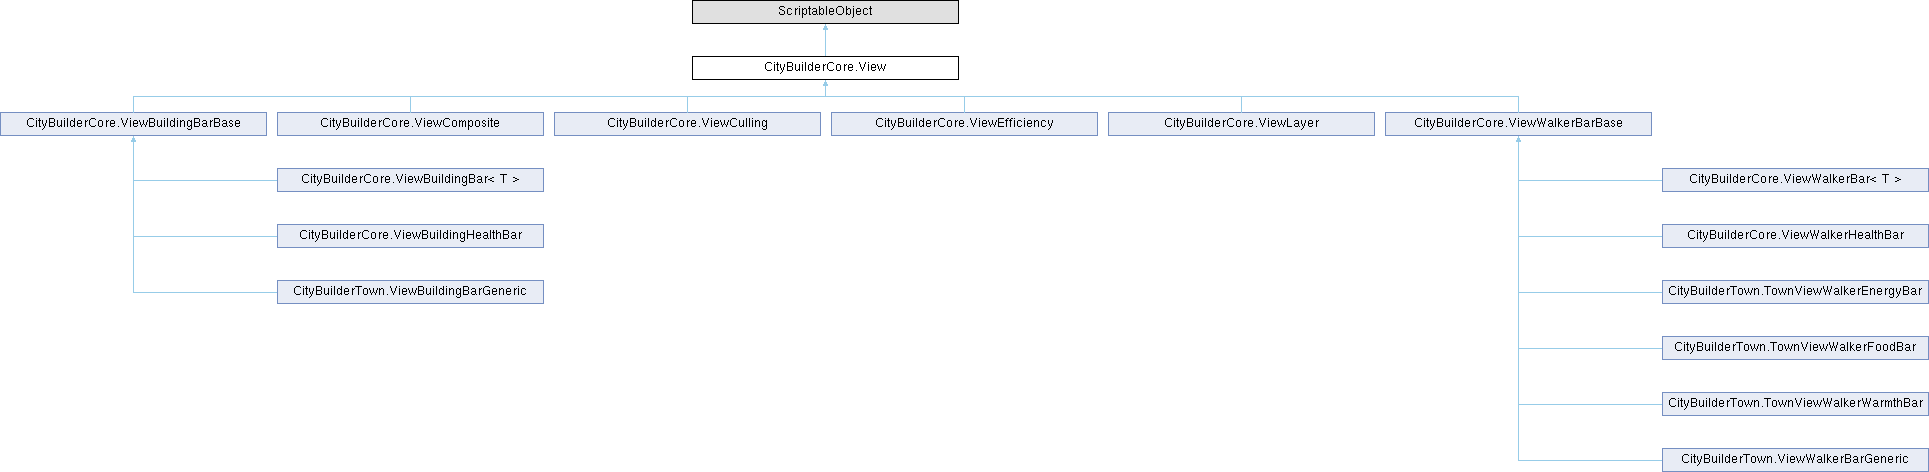 ScriptableObject
CityBuilderCore.View
CityBuilderCore.ViewBuildingBarBase
CityBuilderCore.ViewComposite
CityBuilderCore.ViewCulling
CityBuilderCore.ViewEfficiency
CityBuilderCore.ViewLayer
CityBuilderCore.ViewWalkerBarBase
CityBuilderCore.ViewBuildingBar< T >
CityBuilderCore.ViewWalkerBar< T >
CityBuilderCore.ViewBuildingHealthBar
CityBuilderCore.ViewWalkerHealthBar
CityBuilderTown.ViewBuildingBarGeneric
CityBuilderTown.TownViewWalkerEnergyBar
CityBuilderTown.TownViewWalkerFoodBar
CityBuilderTown.TownViewWalkerWarmthBar
CityBuilderTown.ViewWalkerBarGeneric